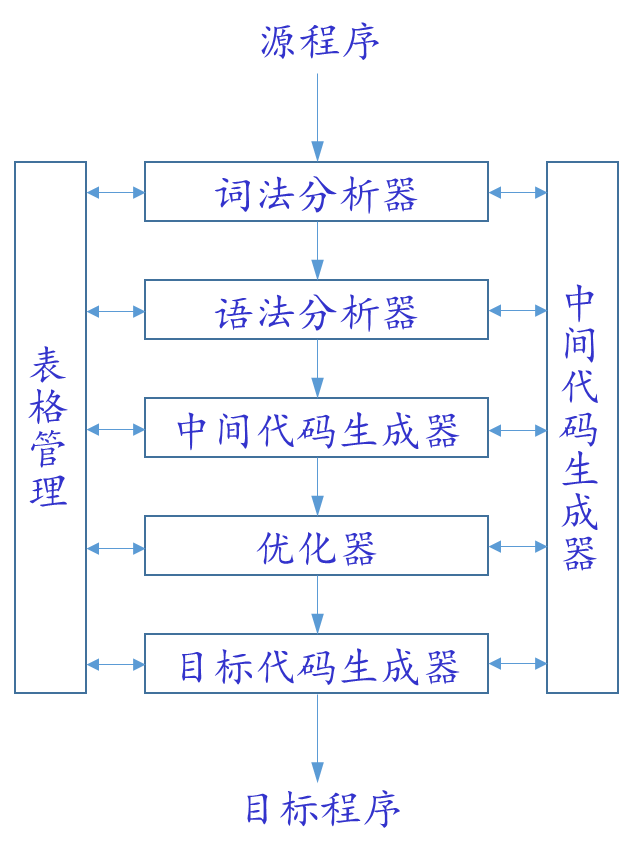 源程序
词法分析器
语法分析器
中间代码生成器
优化器
目标代码生成器
表格管理
中间代码生成器
目标程序